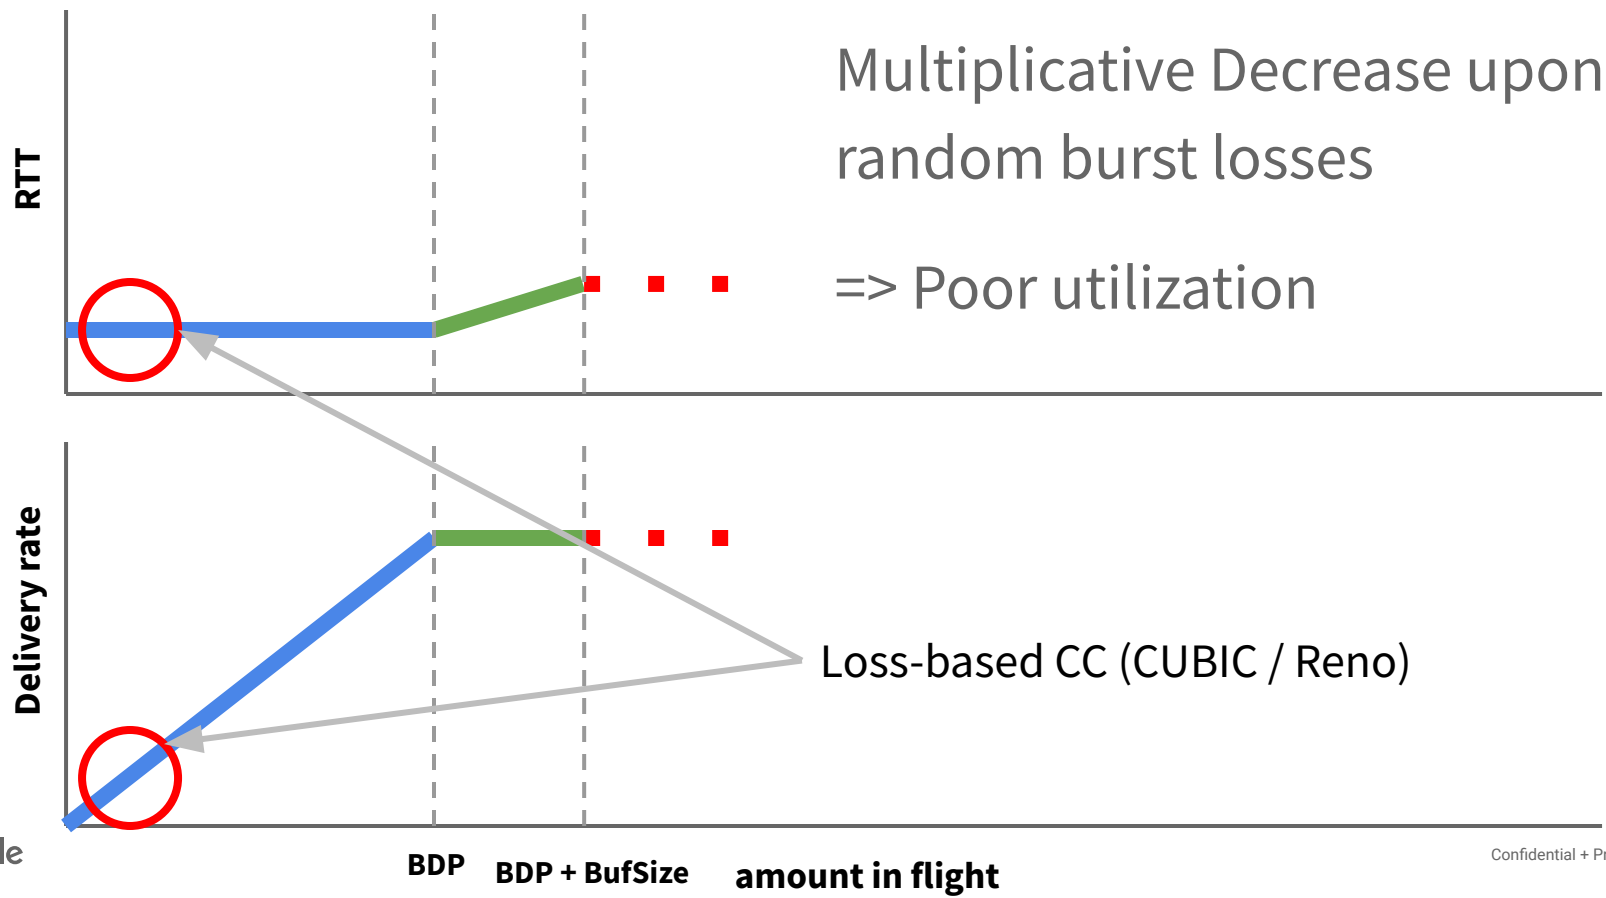 Multiplicative Decrease upon
random burst losses
=> Poor utilization
RTT
Delivery rate
Loss-based CC (CUBIC / Reno)
BDP
BDP + BufSize
amount in flight
le
Confidential + Pr